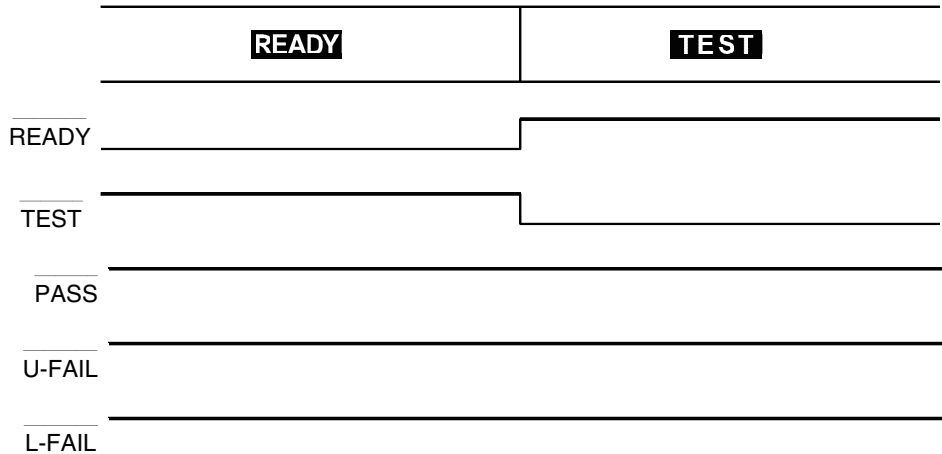 READY TEST
READY
TEST
PASS
U-FAIL
L-FAIL